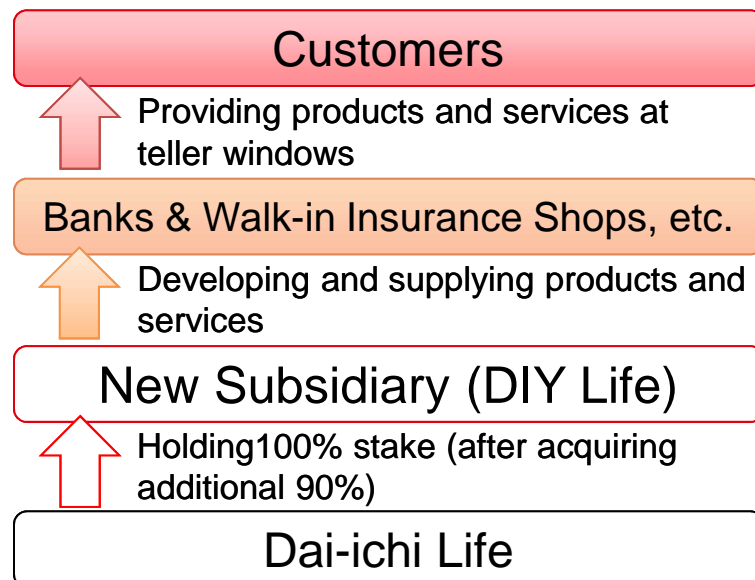 Customers
Providing products and services at
teller windows
Banks & Walk-in Insurance Shops, etc.
Developing and supplying products and
services
New Subsidiary (DIY Life)
Holding100% stake (after acquiring
additional 90%)
Dai-ichi Life